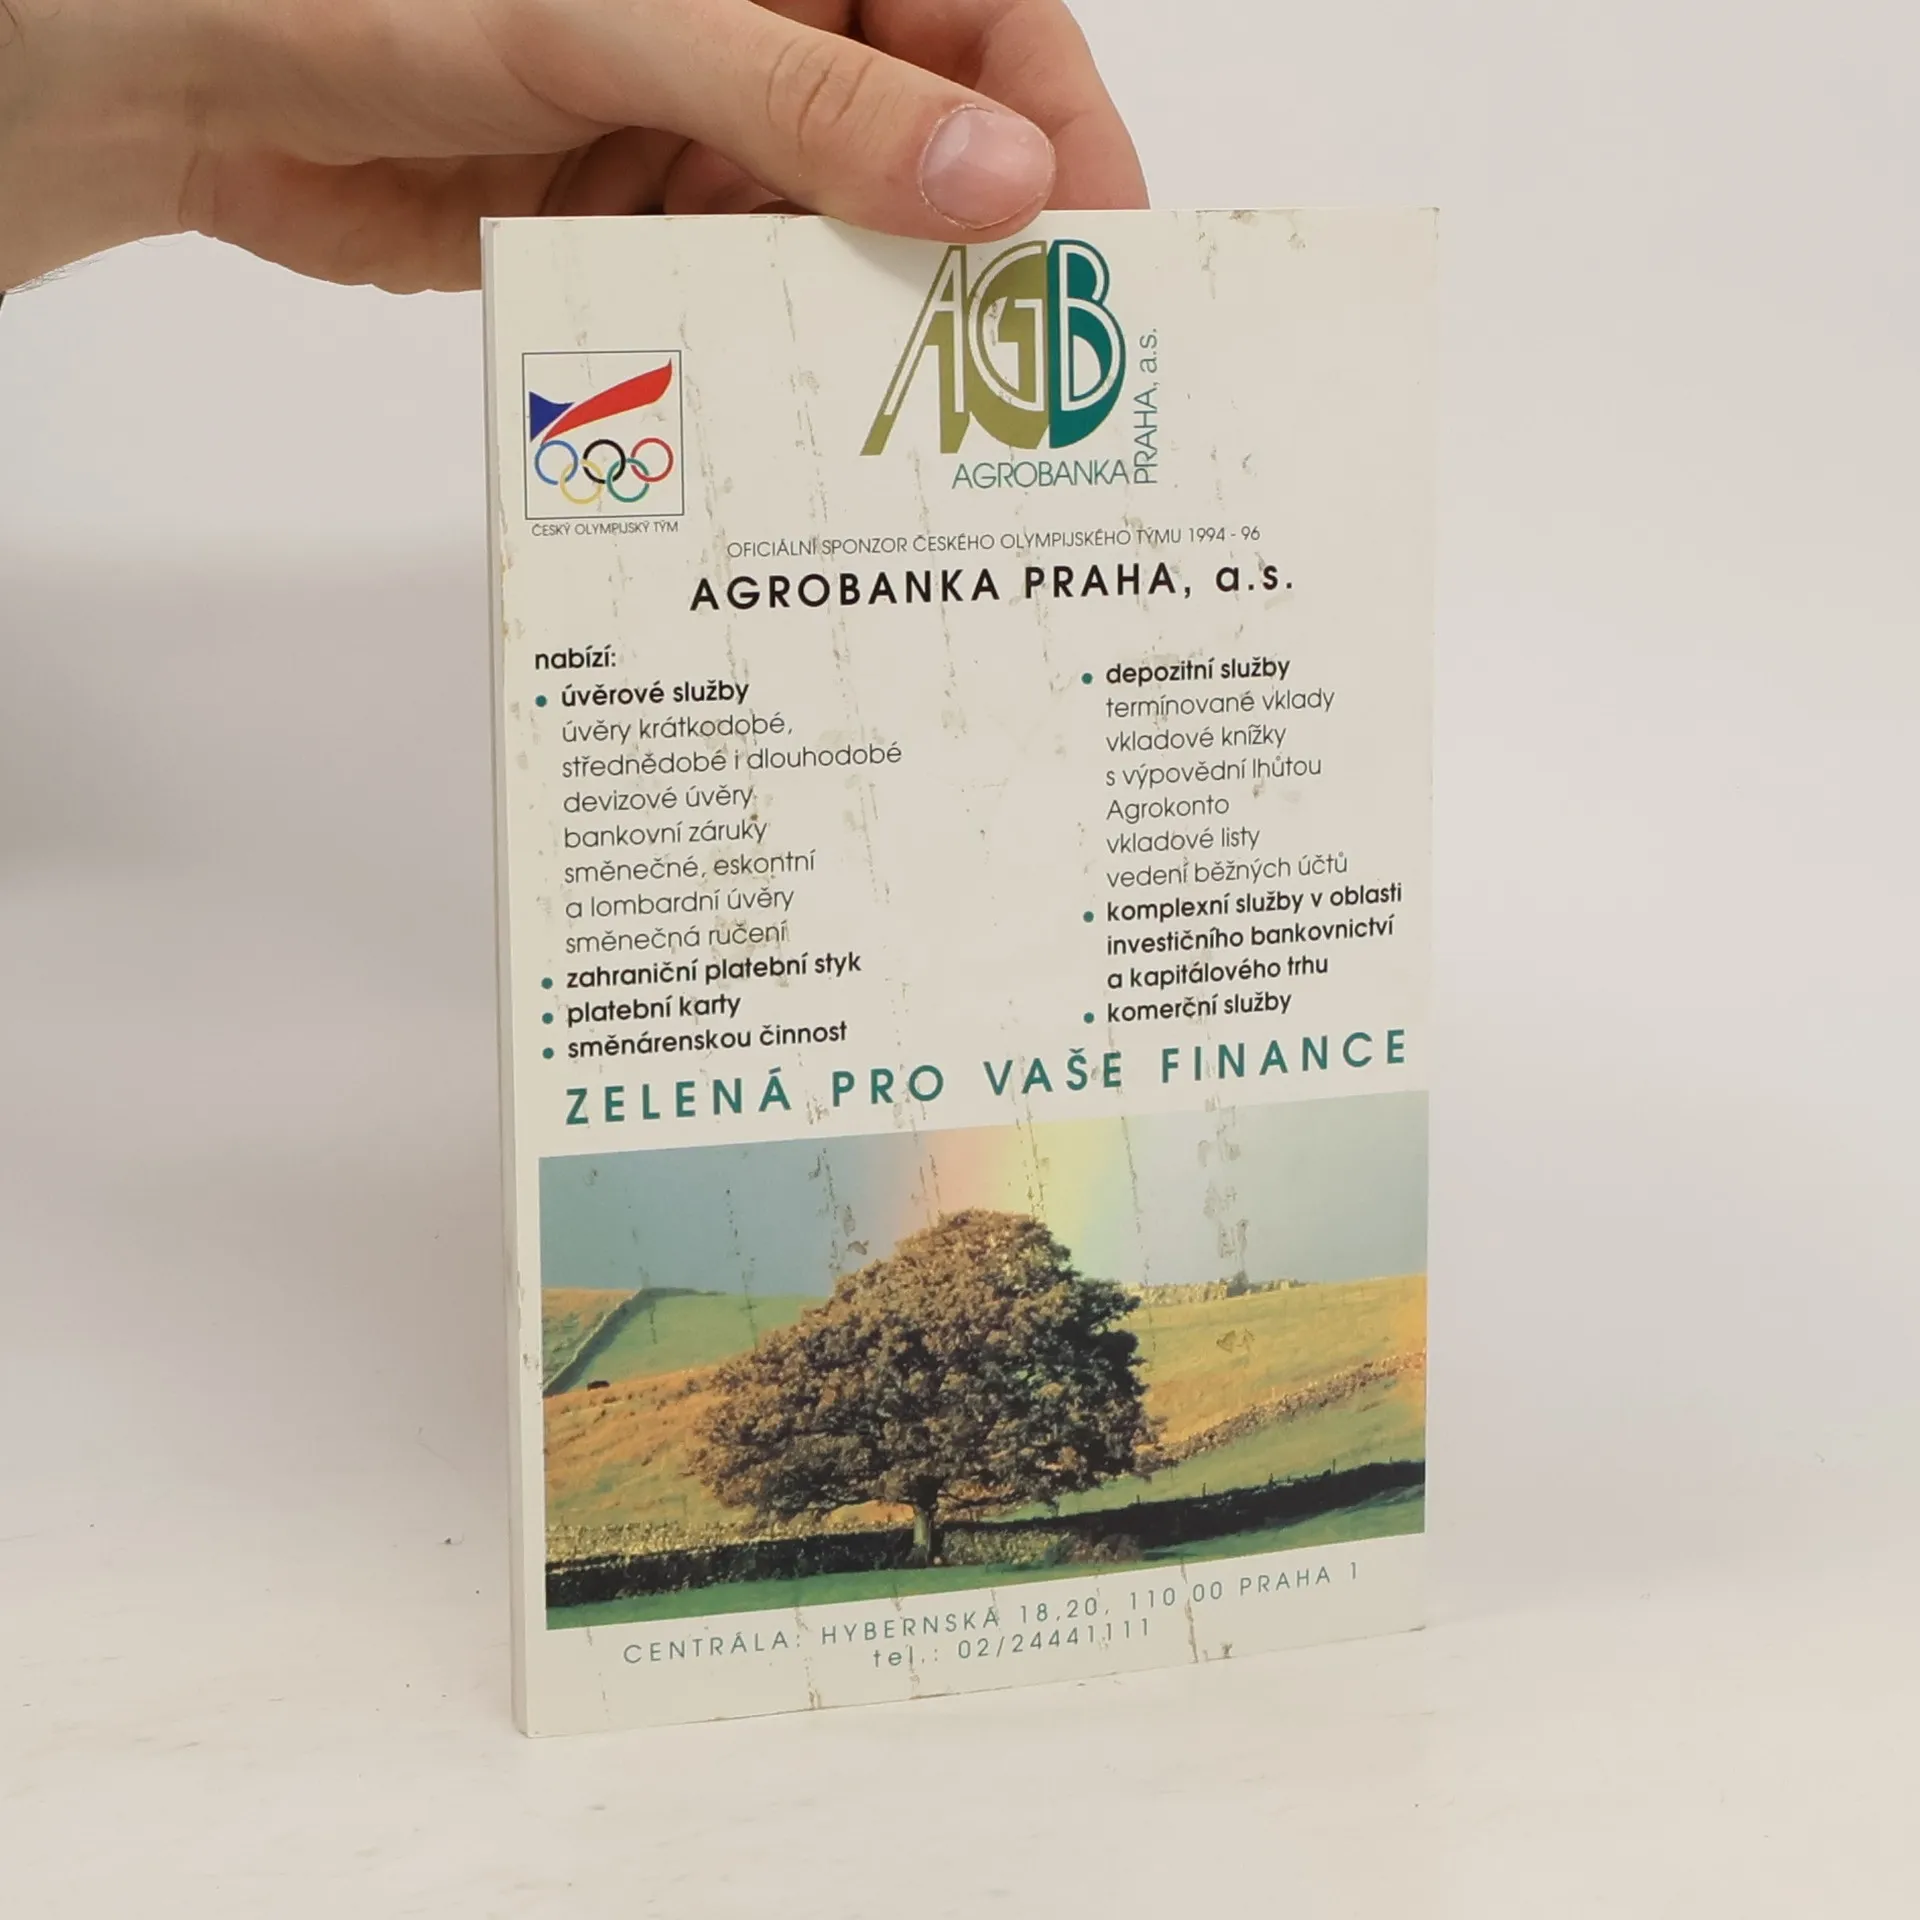 AGB
AGROBANKA
PRAHA, a.s.
ČESKÝ OLYMPIJSKÝ TÝM
OFICIÁLNÍ SPONZOR ČESKÉHO OLYMPIJSKÉHO TÝMU 1994 - 96
AGROBANKA PRAHA, a.s.
nabízí:
• úvěrové služby
úvěry krátkodobé,
střednědobé i dlouhodobé
devizové úvěry
bankovní záruky
směnečné, eskontní
a lombardní úvěry
směnečná ručení
• zahraniční platební styk
• platební karty
• směnárenskou činnost
• depozitní služby
termínované vklady
vkladové knížky
s výpovědní lhůtou
Agrokonto
vkladové listy
vedení běžných účtů
• komplexní služby v oblasti
investičního bankovnictví
a kapitálového trhu
• komerční služby
ZELENÁ PRO VAŠE FINANCE
CENTRÁLA: HYBERNSKÁ 18,20, 110 00 PRAHA 1
tel.: 02/24441111